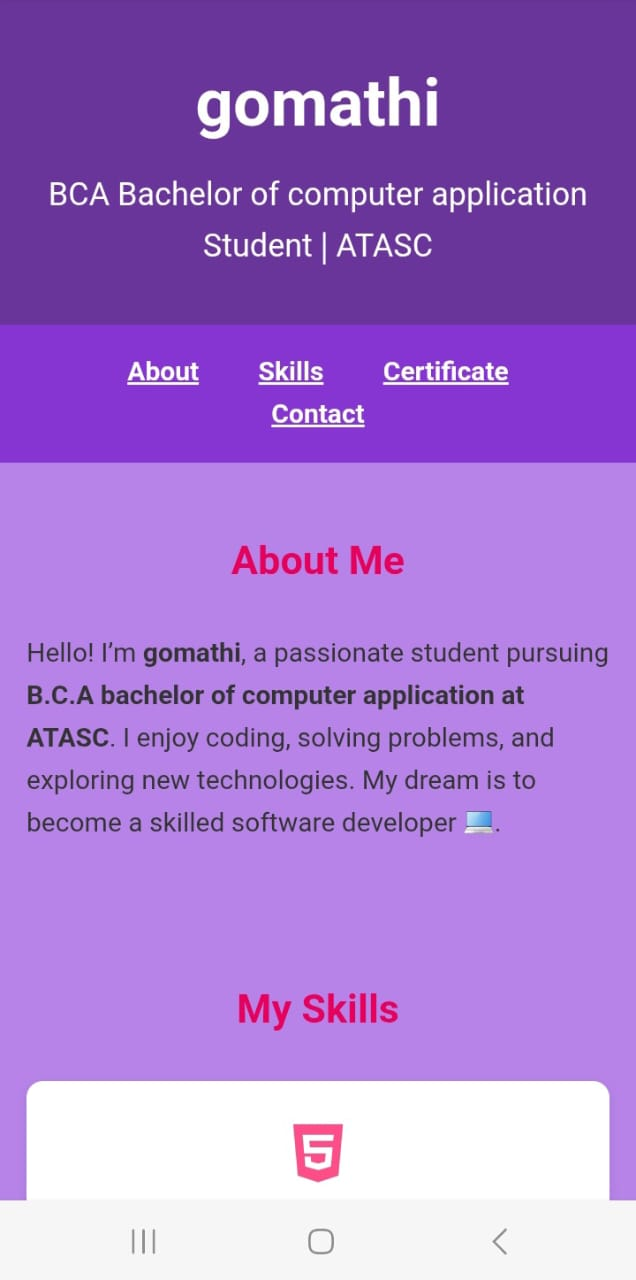 gomathi
BCA Bachelor of computer application
Student | ATASC
About Skills Certificate
Contact
About Me
Hello! I’m gomathi, a passionate student pursuing
B.C.A bachelor of computer application at
ATASC. I enjoy coding, solving problems, and
exploring new technologies. My dream is to
become a skilled software developer 💻.
My Skills
5